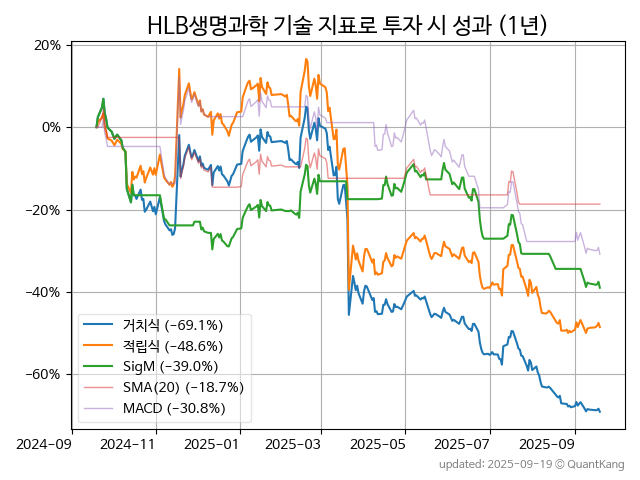 HLB생명과학 기술 지표로 투자 시 성과 (1년)
20%
0%
−20%
−40%
−60%
거치식 (−69.1%)
적립식 (−48.6%)
SigM (−39.0%)
SMA(20) (−18.7%)
MACD (−30.8%)
2024−09 2024−11 2025−01 2025−03 2025−05 2025−07 2025−09
updated: 2025−09−19 © QuantKang